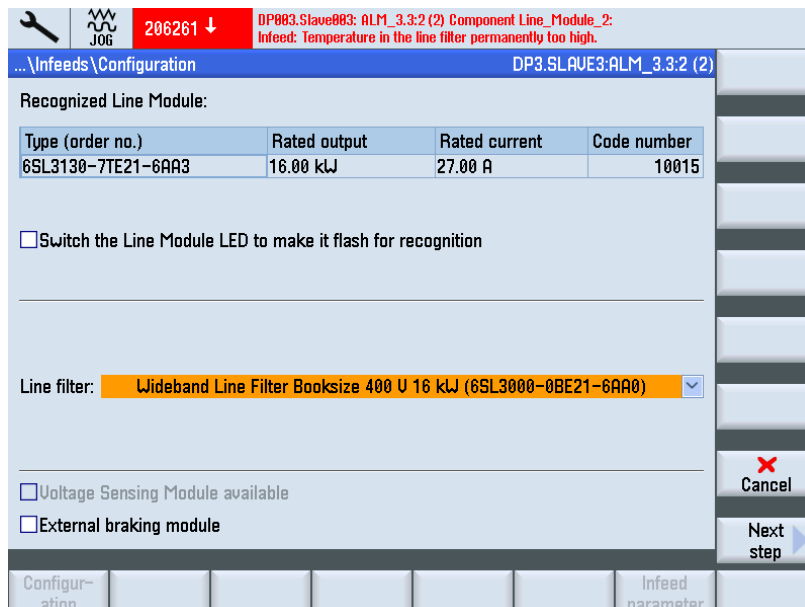 JOG
206261
DP003.Slave003: ALM_3.3:2 (2) Component Line_Module_2:
Infeed: Temperature in the line filter permanently too high.
...\Infeeds\Configuration
DP3.SLAVE3:ALM_3.3:2 (2)
Recognized Line Module:
Type (order no.) Rated output Rated current Code number
6SL3130-7TE21-6AA3 16.00 kW 27.00 A 10015
Switch the Line Module LED to make it flash for recognition
Line filter: Wideband Line Filter Booksize 400 V 16 kW (6SL3000-0BE21-6AA0)
Voltage Sensing Module available
External braking module
Cancel
Next
step
Configur-
ation
Infeed
parameter